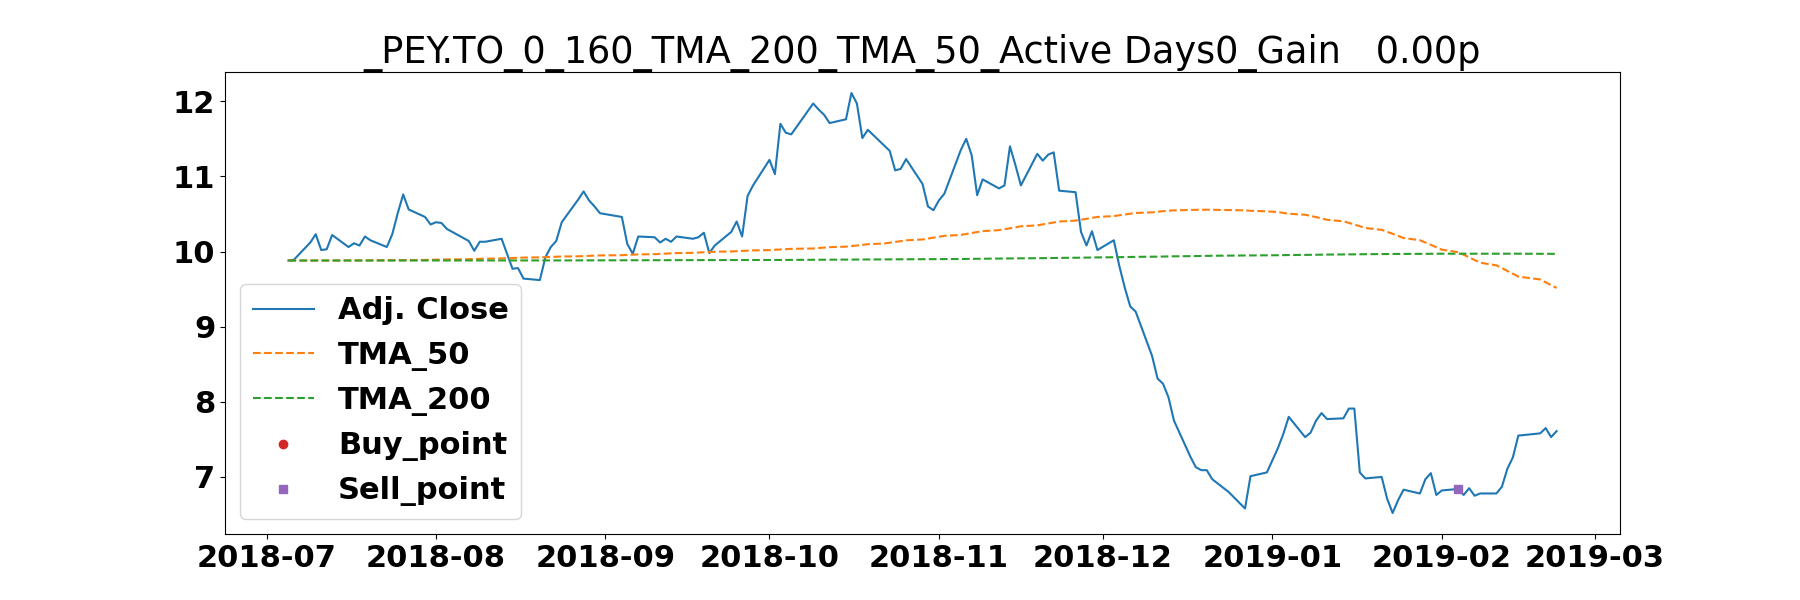 _PEY.TO_0_160_TMA_200_TMA_50_Active Days0_Gain   0.00p
12
11
10
9
8
7
Adj. Close
TMA_50
TMA_200
Buy_point
Sell_point
2018-07 2018-08 2018-09 2018-10 2018-11 2018-12 2019-01 2019-02 2019-03